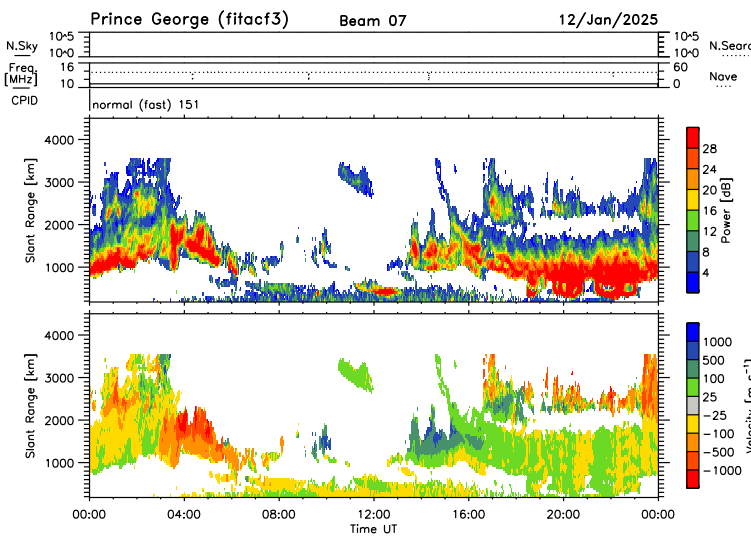 Prince George (fitacf3) Beam 07 12/Jan/2025
10^5 10^5
N.Sky N.Sear
10^0 10^0
Freq 16 60
[MHz] Nave
10 0
CPID normal (fast) 151
4000
3000
2000
1000
Slant Range [km]
28
24
20
16
12
8
4
Power [dB]
4000
3000
2000
1000
Slant Range [km]
1000
500
100
25
−25
−100
−500
−1000
Velocity [m s⁻¹]
00:00 04:00 08:00 12:00 16:00 20:00 00:00
Time UT